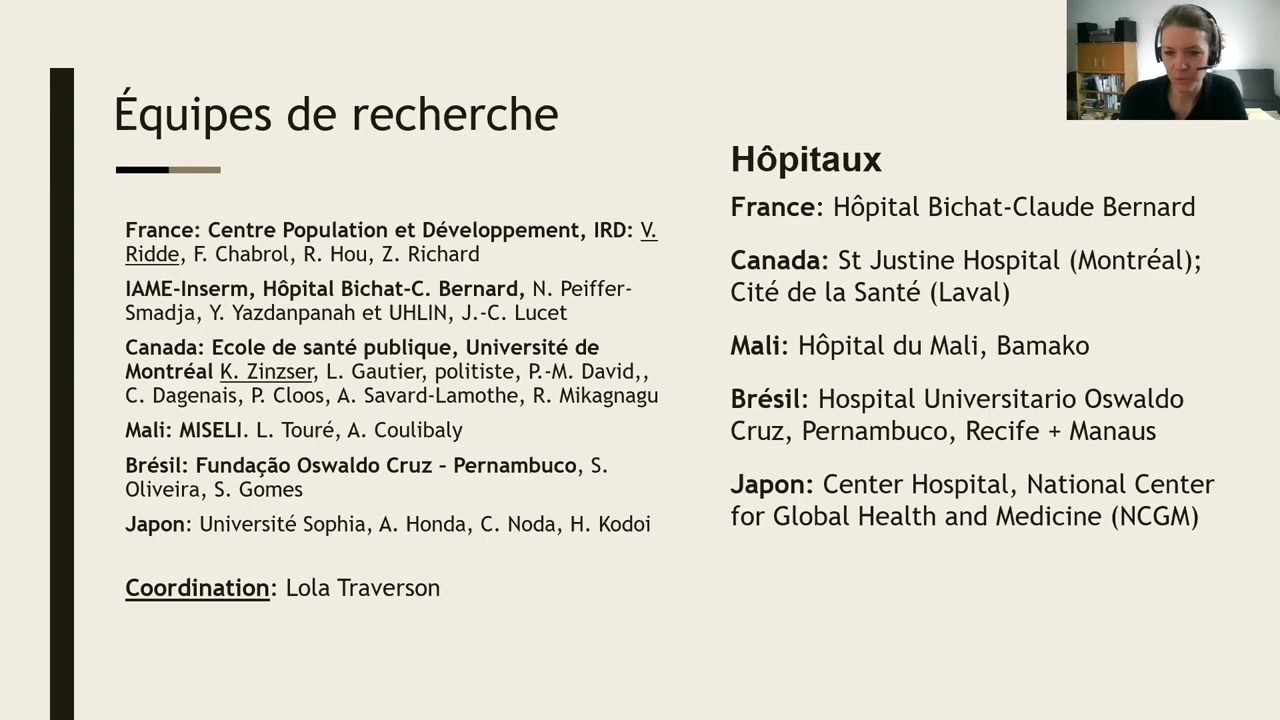 Équipes de recherche
France: Centre Population et Développement, IRD: V.
Ridde, F. Chabrol, R. Hou, Z. Richard
IAME-Inserm, Hôpital Bichat-C. Bernard, N. Peiffer-
Smadja, Y. Yazdanpanah et UHLIN, J.-C. Lucet
Canada: Ecole de santé publique, Université de
Montréal K. Zinzser, L. Gautier, politiste, P.-M. David,,
C. Dagenais, P. Cloos, A. Savard-Lamothe, R. Mikagnagu
Mali: MISELI. L. Touré, A. Coulibaly
Brésil: Fundação Oswaldo Cruz – Pernambuco, S.
Oliveira, S. Gomes
Japon: Université Sophia, A. Honda, C. Noda, H. Kodoi
Coordination: Lola Traverson
Hôpitaux
France: Hôpital Bichat-Claude Bernard
Canada: St Justine Hospital (Montréal);
Cité de la Santé (Laval)
Mali: Hôpital du Mali, Bamako
Brésil: Hospital Universitario Oswaldo
Cruz, Pernambuco, Recife + Manaus
Japon: Center Hospital, National Center
for Global Health and Medicine (NCGM)